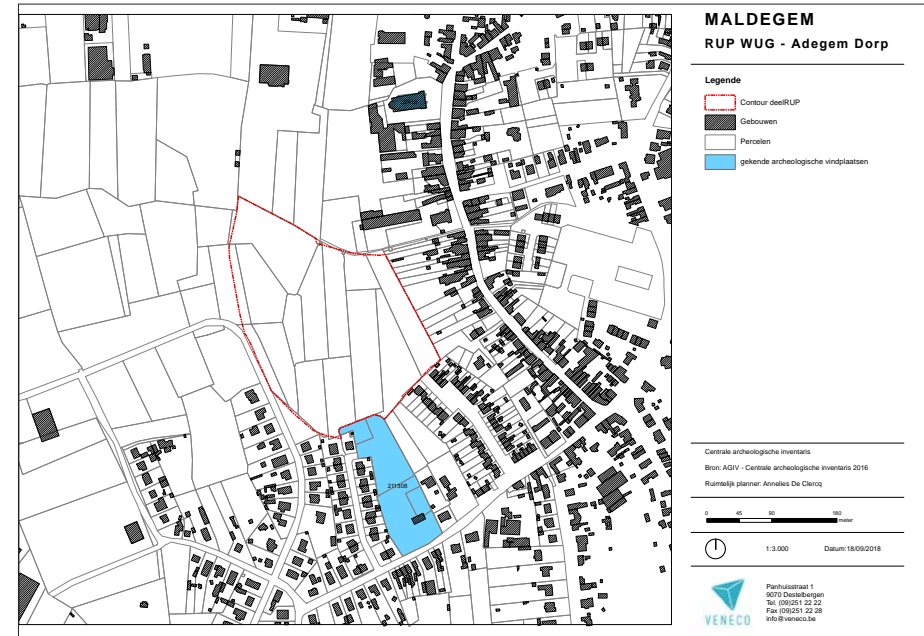 MALDEGEM
RUP WUG - Adegem Dorp
Legende
Contour deelRUP
Gebouwen
Percelen
gekende archeologische vindplaatsen
211308
Centrale archeologische inventaris
Bron: AGIV - Centrale archeologische inventaris 2016
Ruimtelijk planner: Annelies De Clercq
0 45 90 180
meter
1:3.000 Datum:18/09/2018
Panhuisstraat 1
9070 Destelbergen
Tel. (09)251 22 22
Fax (09)251 22 28
info@veneco.be
VENECO